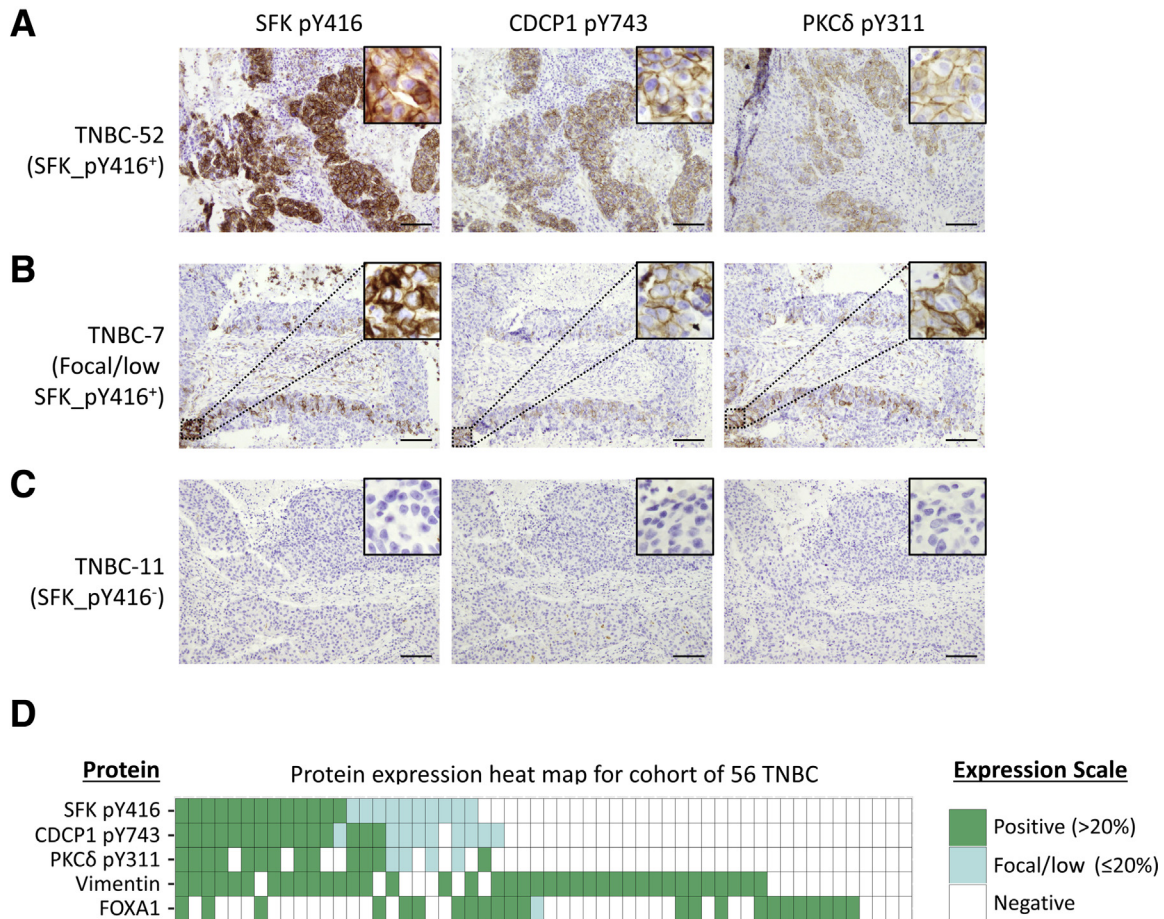 A
SFK pY416
CDCP1 pY743
PKCδ pY311
TNBC-52
(SFK_pY416⁺)
B
TNBC-7
(Focal/low
SFK_pY416⁺)
C
TNBC-11
(SFK_pY416⁻)
D
Protein
Protein expression heat map for cohort of 56 TNBC
Expression Scale
SFK pY416 -
CDCP1 pY743 -
PKCδ pY311 -
Vimentin -
FOXA1 -
Positive (>20%)
Focal/low (≤20%)
Negative